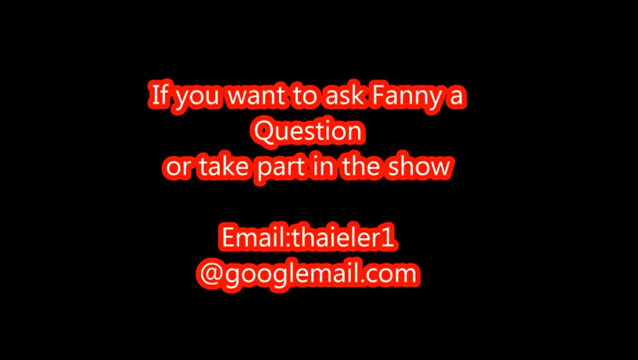 If you want to ask Fanny a
Question
or take part in the show
Email:thaieler1
@googlemail.com